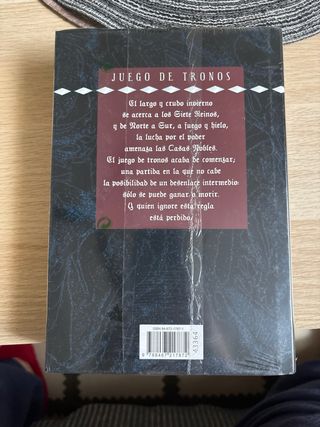 JUEGO DE TRONOS
El largo y crudo invierno
se acerca a los Siete Reinos,
y de Norte a Sur, a fuego y hielo,
la lucha por el poder
amenaza las Casas Nobles.
El juego de tronos acaba de comenzar;
una partida en la que no cabe
la posibilidad de un desenlace intermedio:
sólo se puede ganar o morir.
Y quien ignore esta regla
está perdido.
43364